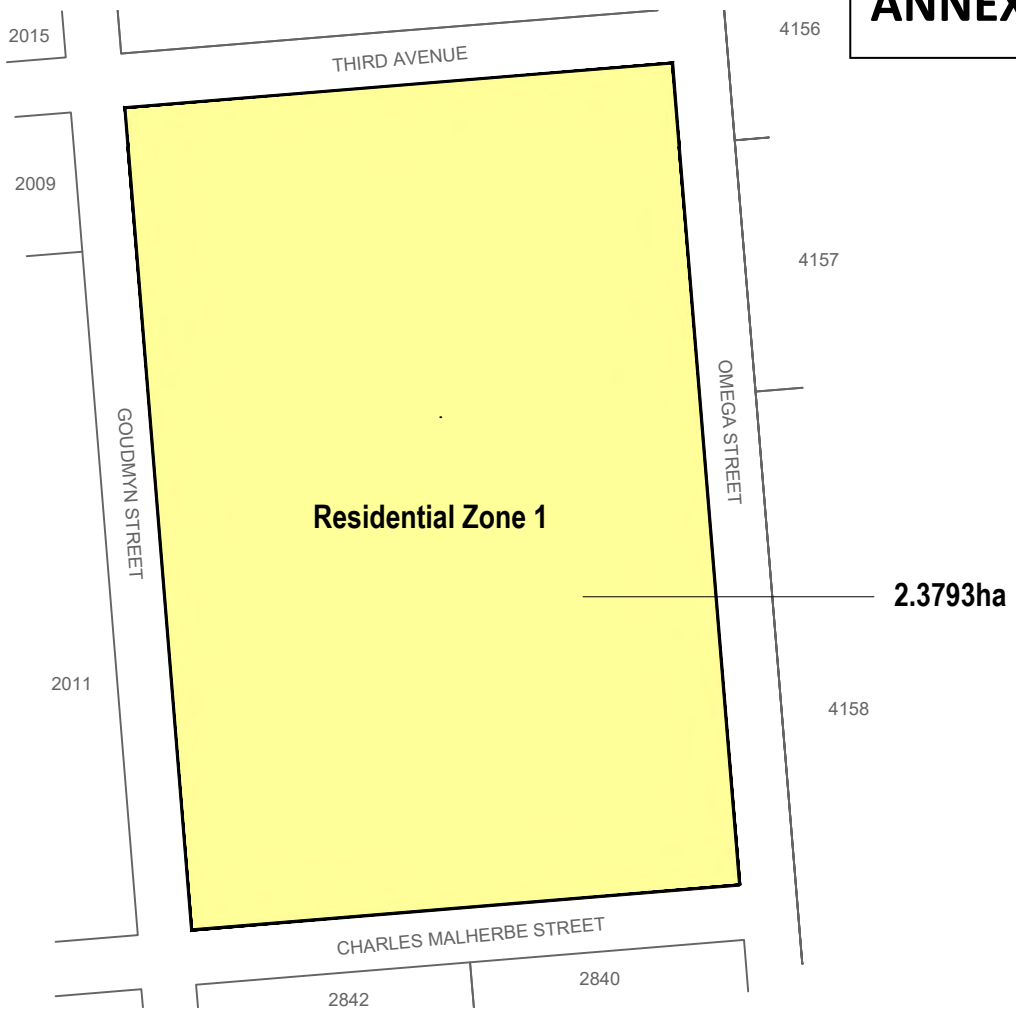 ANNEX
2015
4156
THIRD AVENUE
2009
4157
GOUDMYN STREET
OMEGA STREET
Residential Zone 1
2.3793ha
2011
4158
CHARLES MALHERBE STREET
2842
2840